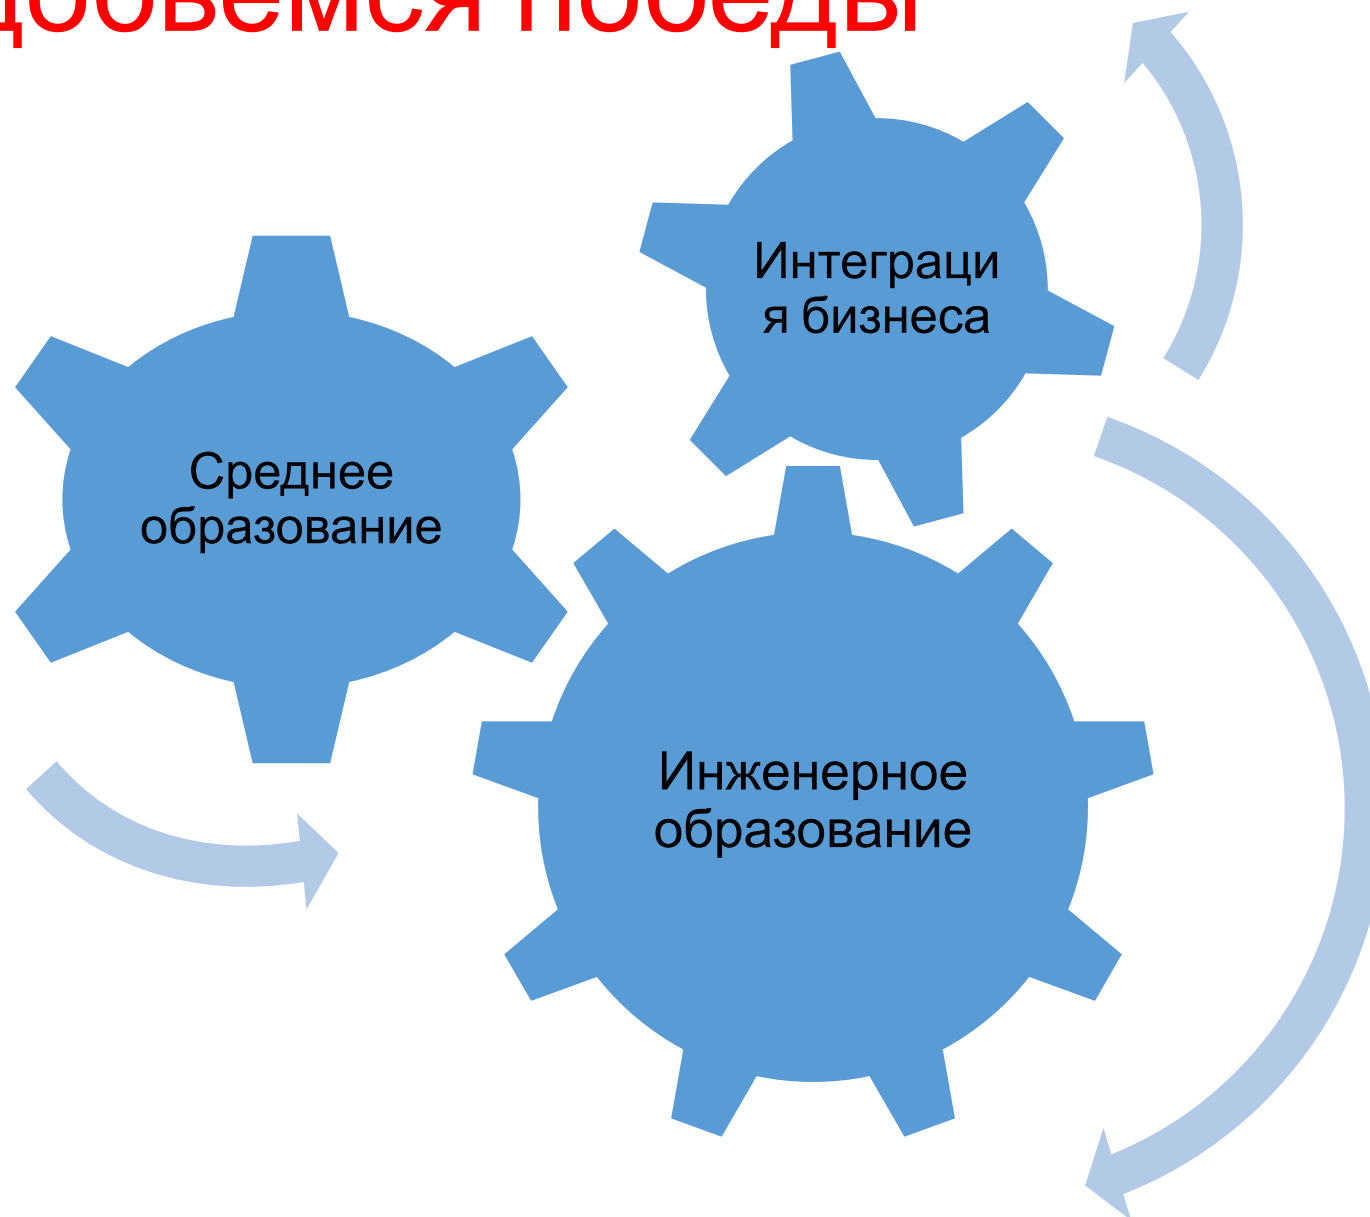 добьемся победы
Интеграци
я бизнеса
Среднее
образование
Инженерное
образование